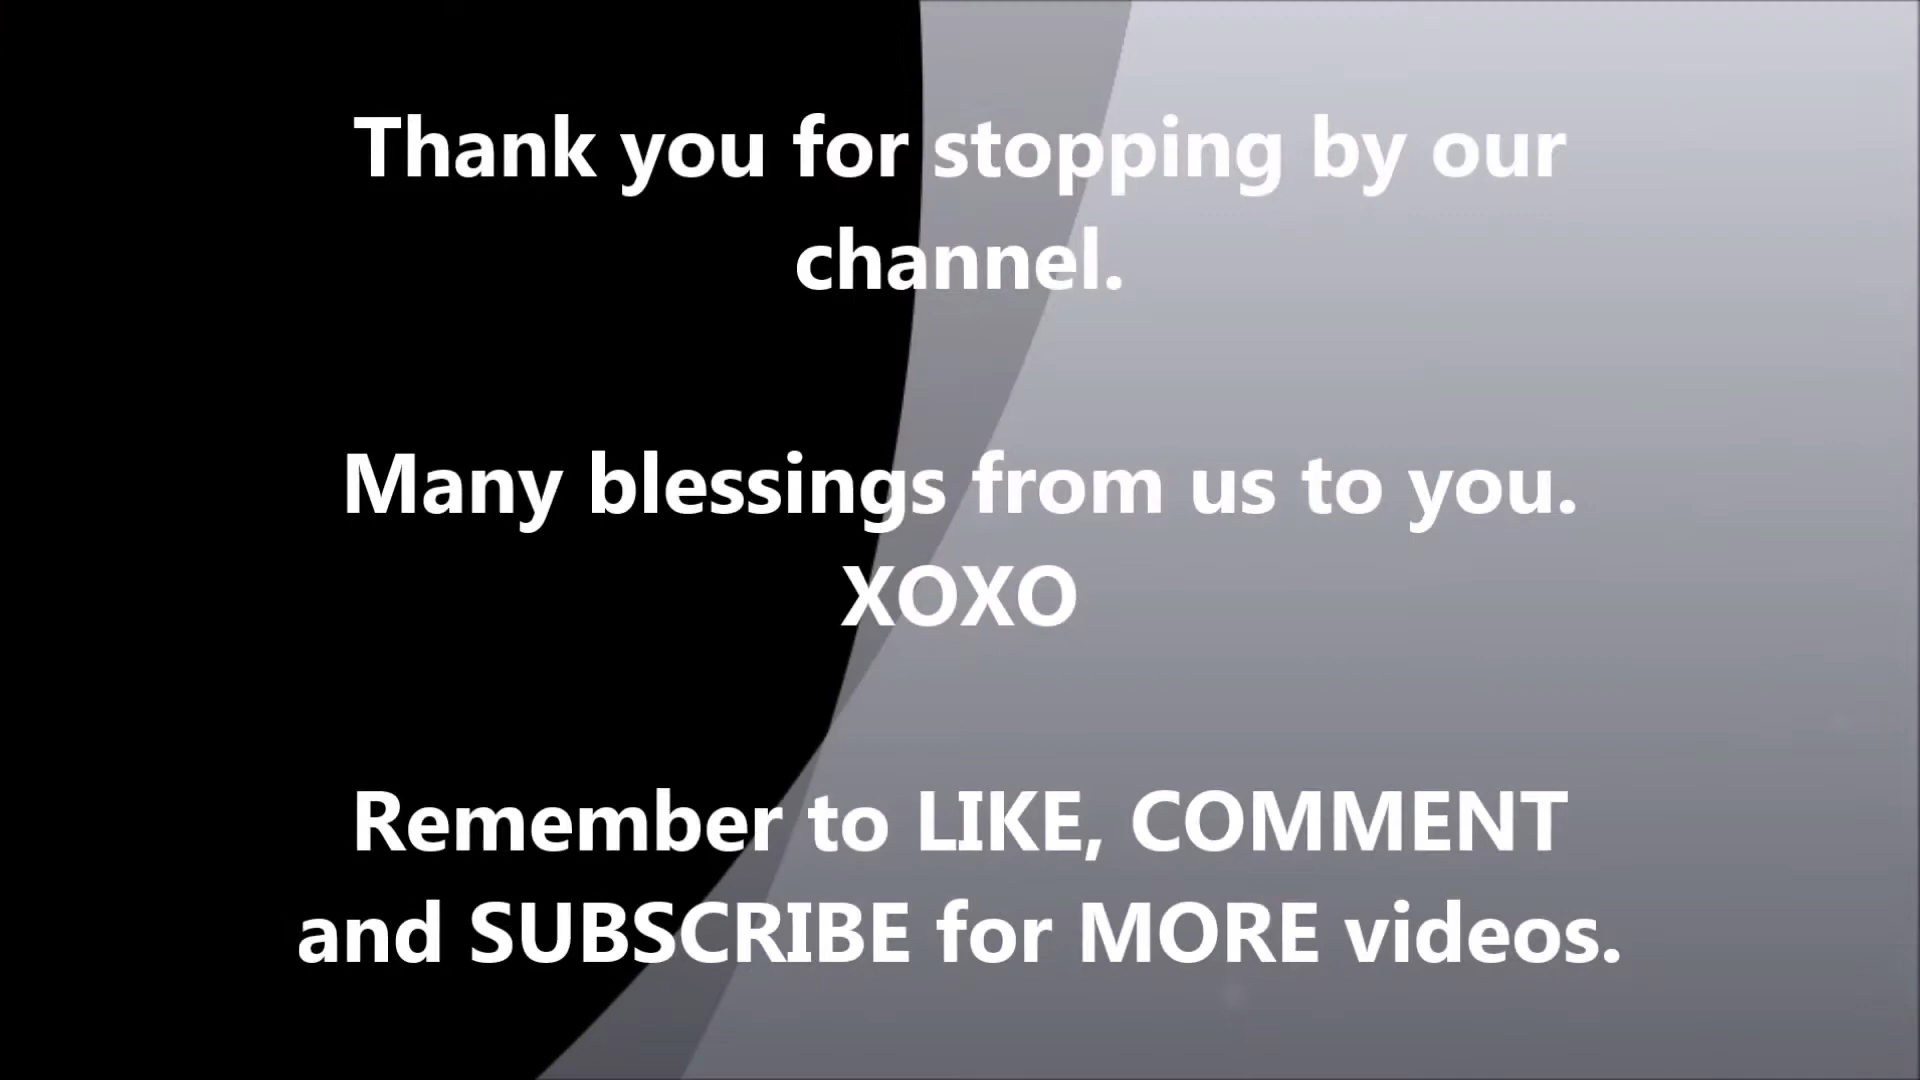 Thank you for stopping by our
channel.
Many blessings from us to you.
XOXO
Remember to LIKE, COMMENT
and SUBSCRIBE for MORE videos.